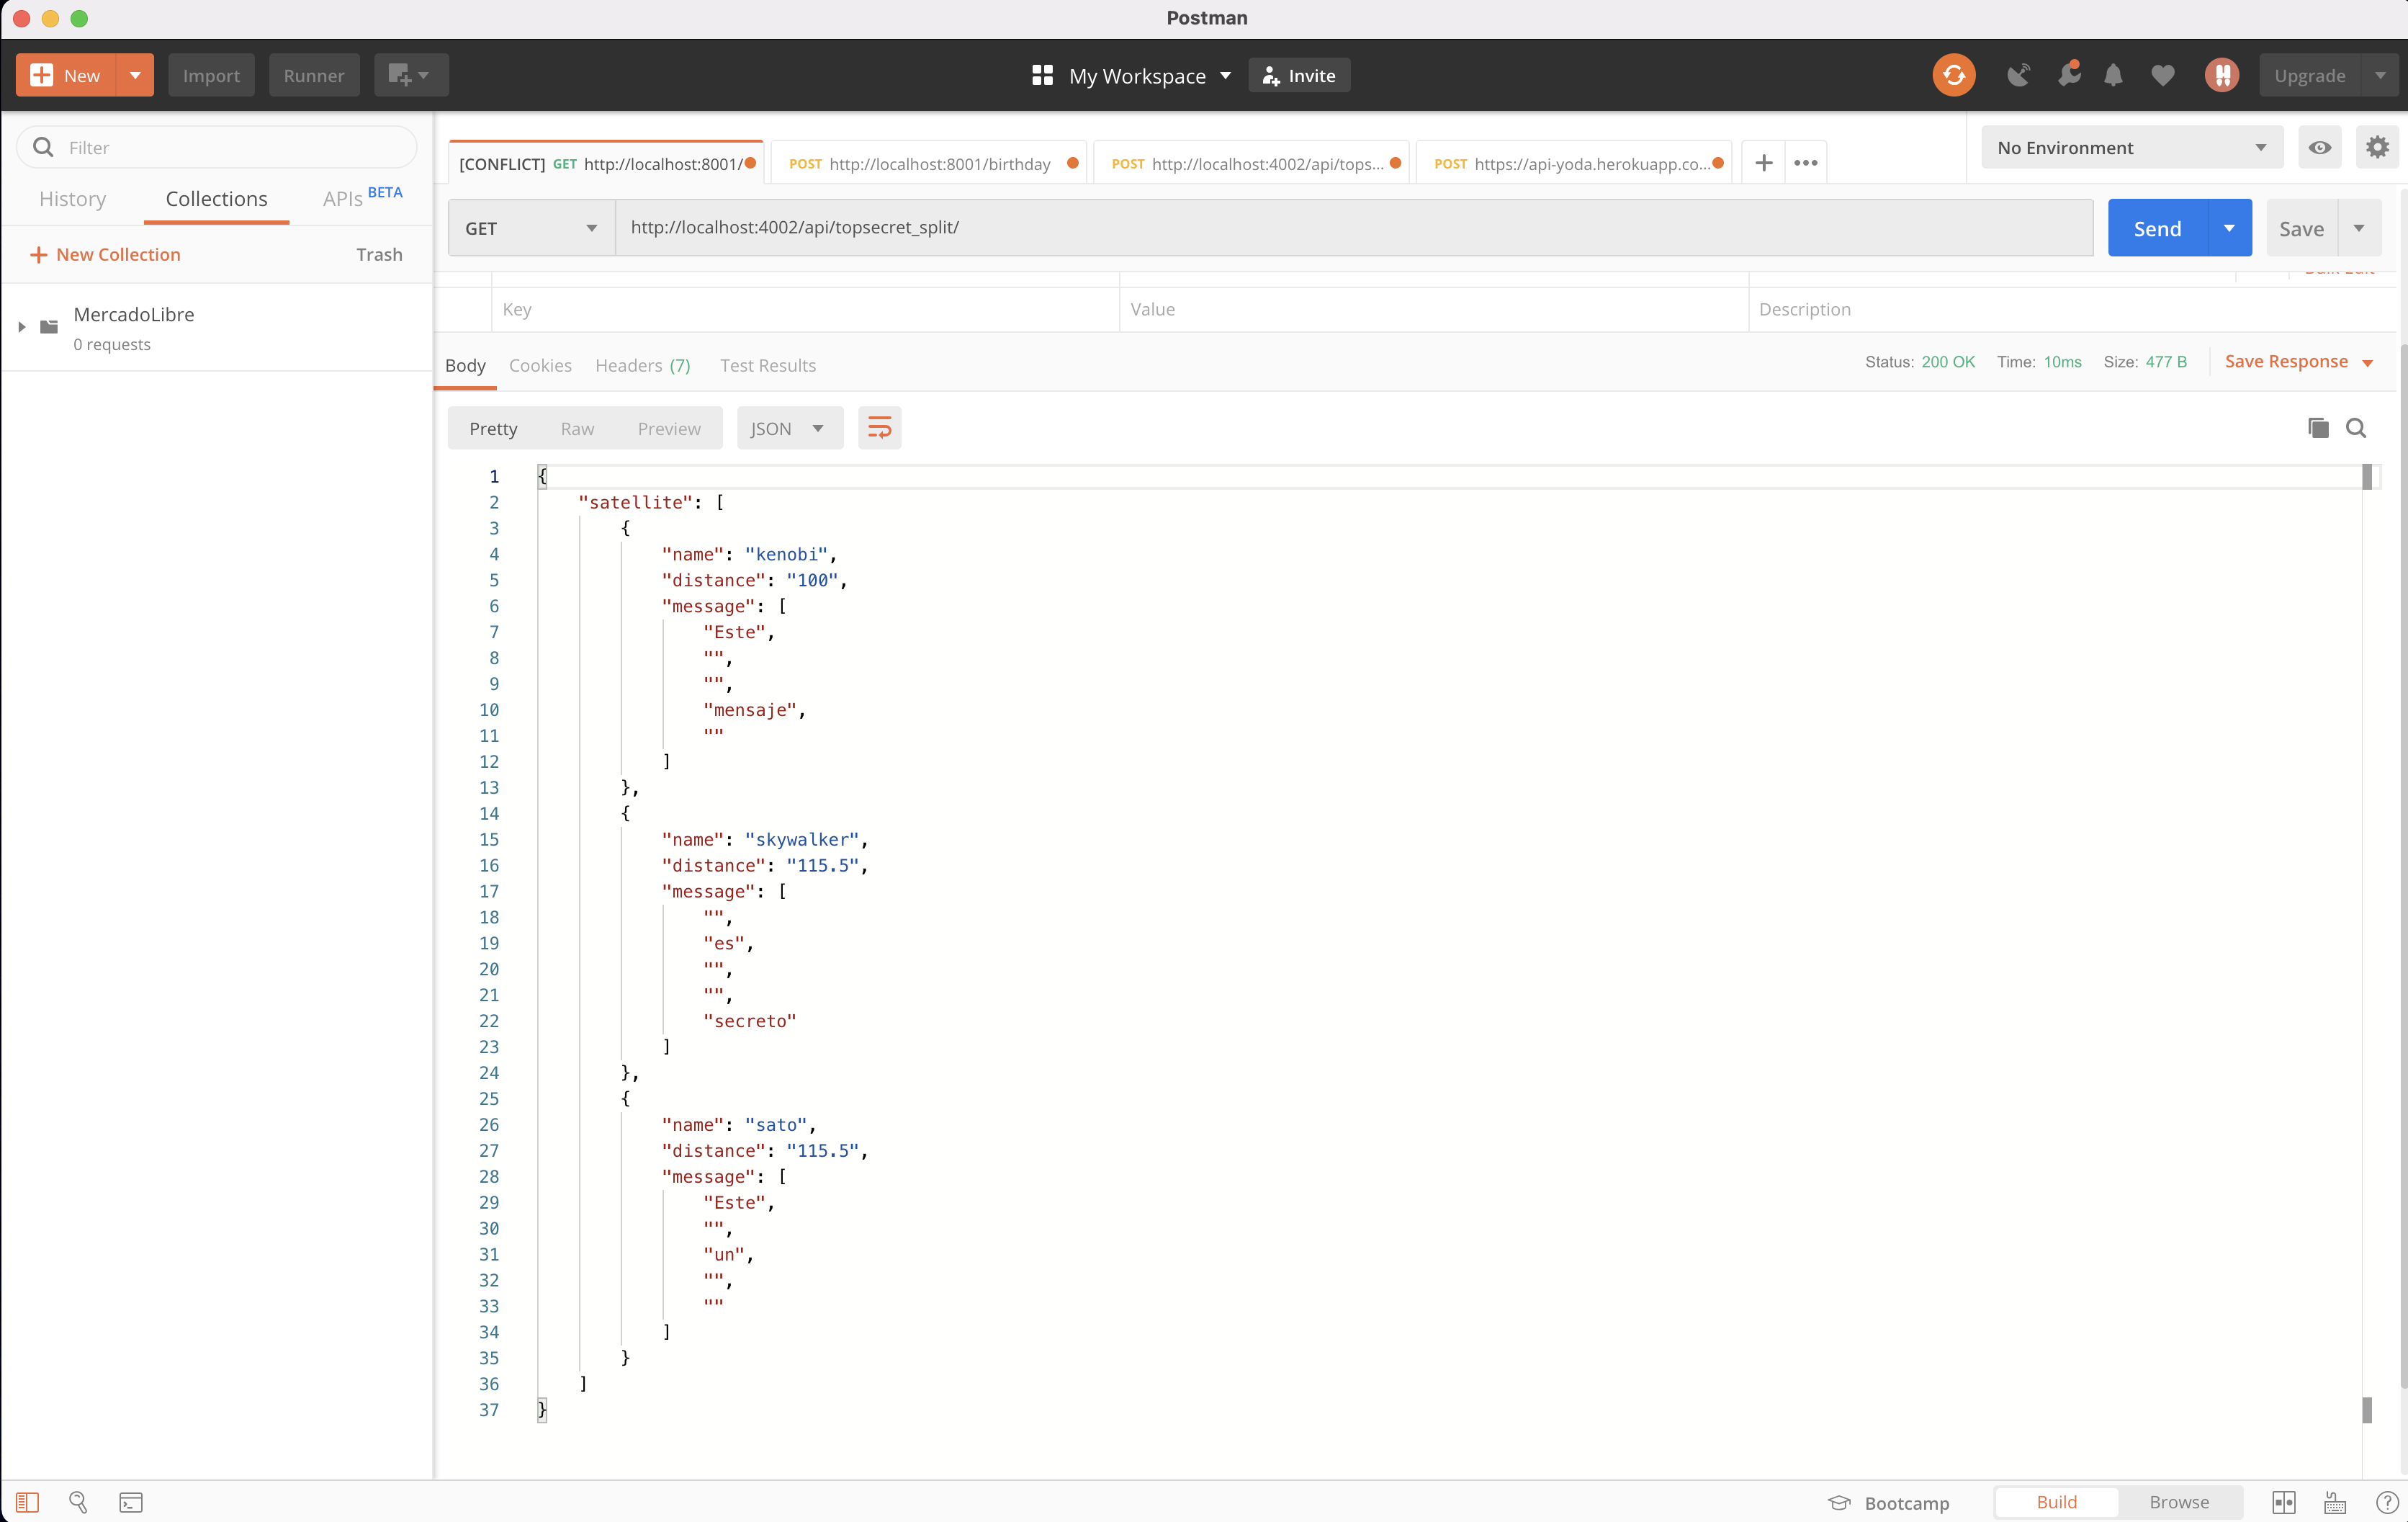 Postman
New
Import
Runner
My Workspace
Invite
Upgrade
Filter
History
Collections
APIs BETA
New Collection
Trash
MercadoLibre
0 requests
[CONFLICT] GET http://localhost:8001/
POST http://localhost:8001/birthday
POST http://localhost:4002/api/tops...
POST https://api-yoda.herokuapp.co...
No Environment
GET
http://localhost:4002/api/topsecret_split/
Send
Save
Key
Value
Description
Body
Cookies
Headers (7)
Test Results
Status: 200 OK
Time: 10ms
Size: 477 B
Save Response
Pretty
Raw
Preview
JSON
1 {
2 "satellite": [
3 {
4 "name": "kenobi",
5 "distance": "100",
6 "message": [
7 "Este",
8 "",
9 "",
10 "mensaje",
11 ""
12 ]
13 },
14 {
15 "name": "skywalker",
16 "distance": "115.5",
17 "message": [
18 "",
19 "es",
20 "",
21 "",
22 "secreto"
23 ]
24 },
25 {
26 "name": "sato",
27 "distance": "115.5",
28 "message": [
29 "Este",
30 "",
31 "un",
32 "",
33 ""
34 ]
35 }
36 ]
37 }
Bootcamp
Build
Browse